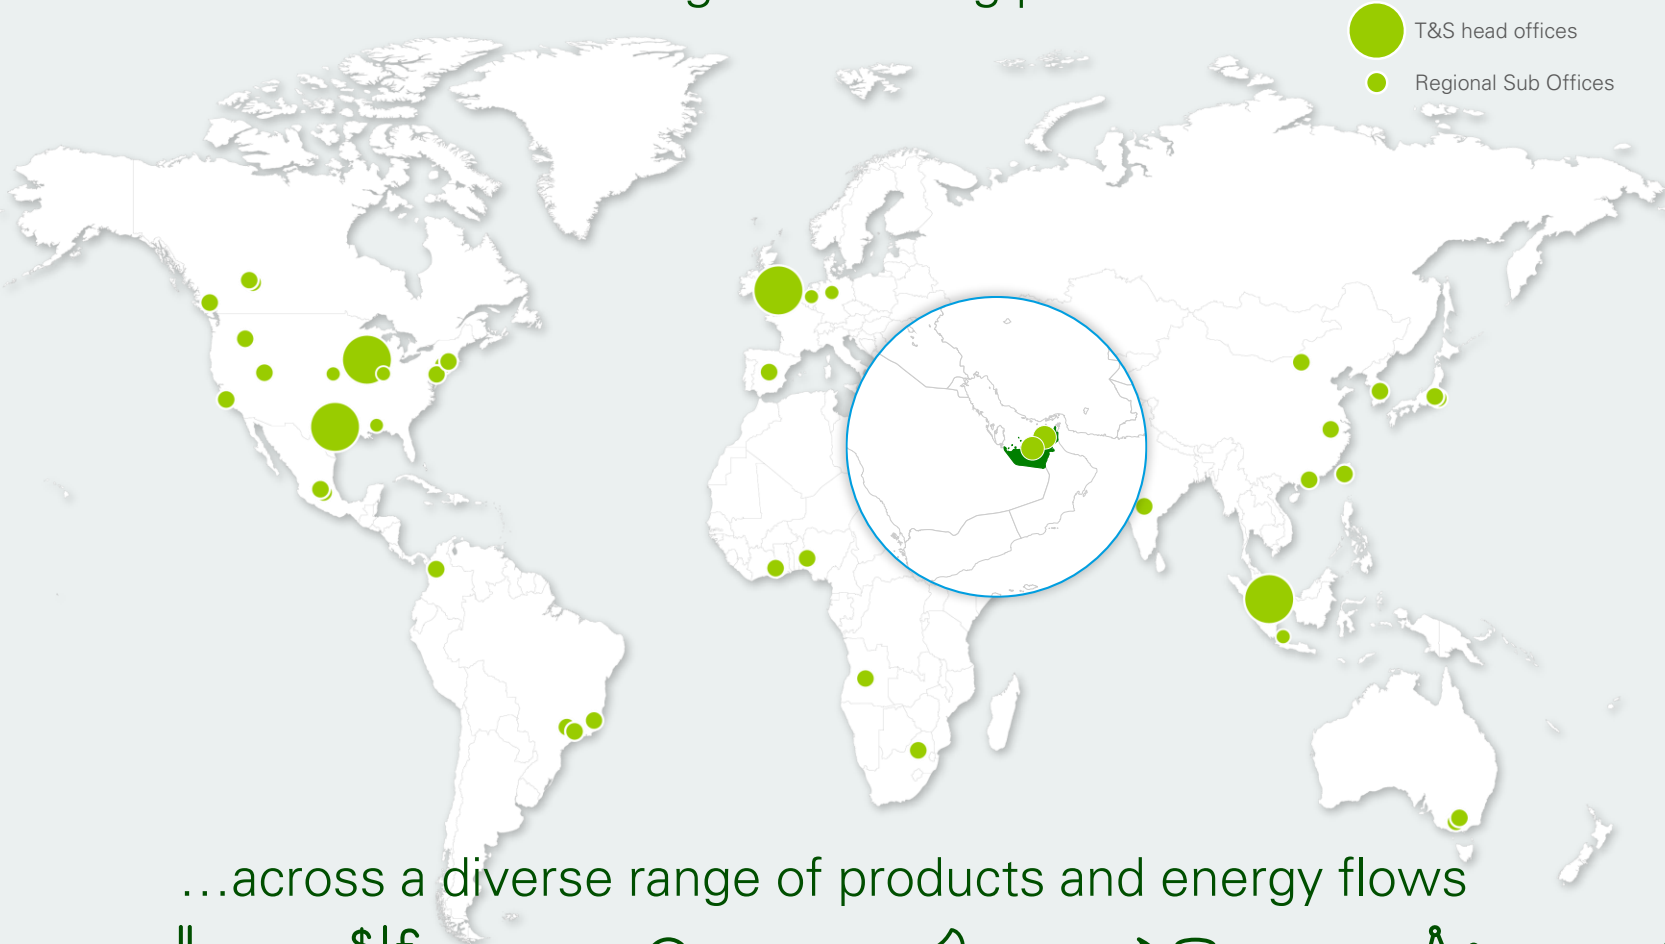 T&S head offices
Regional Sub Offices
…across a diverse range of products and energy flows